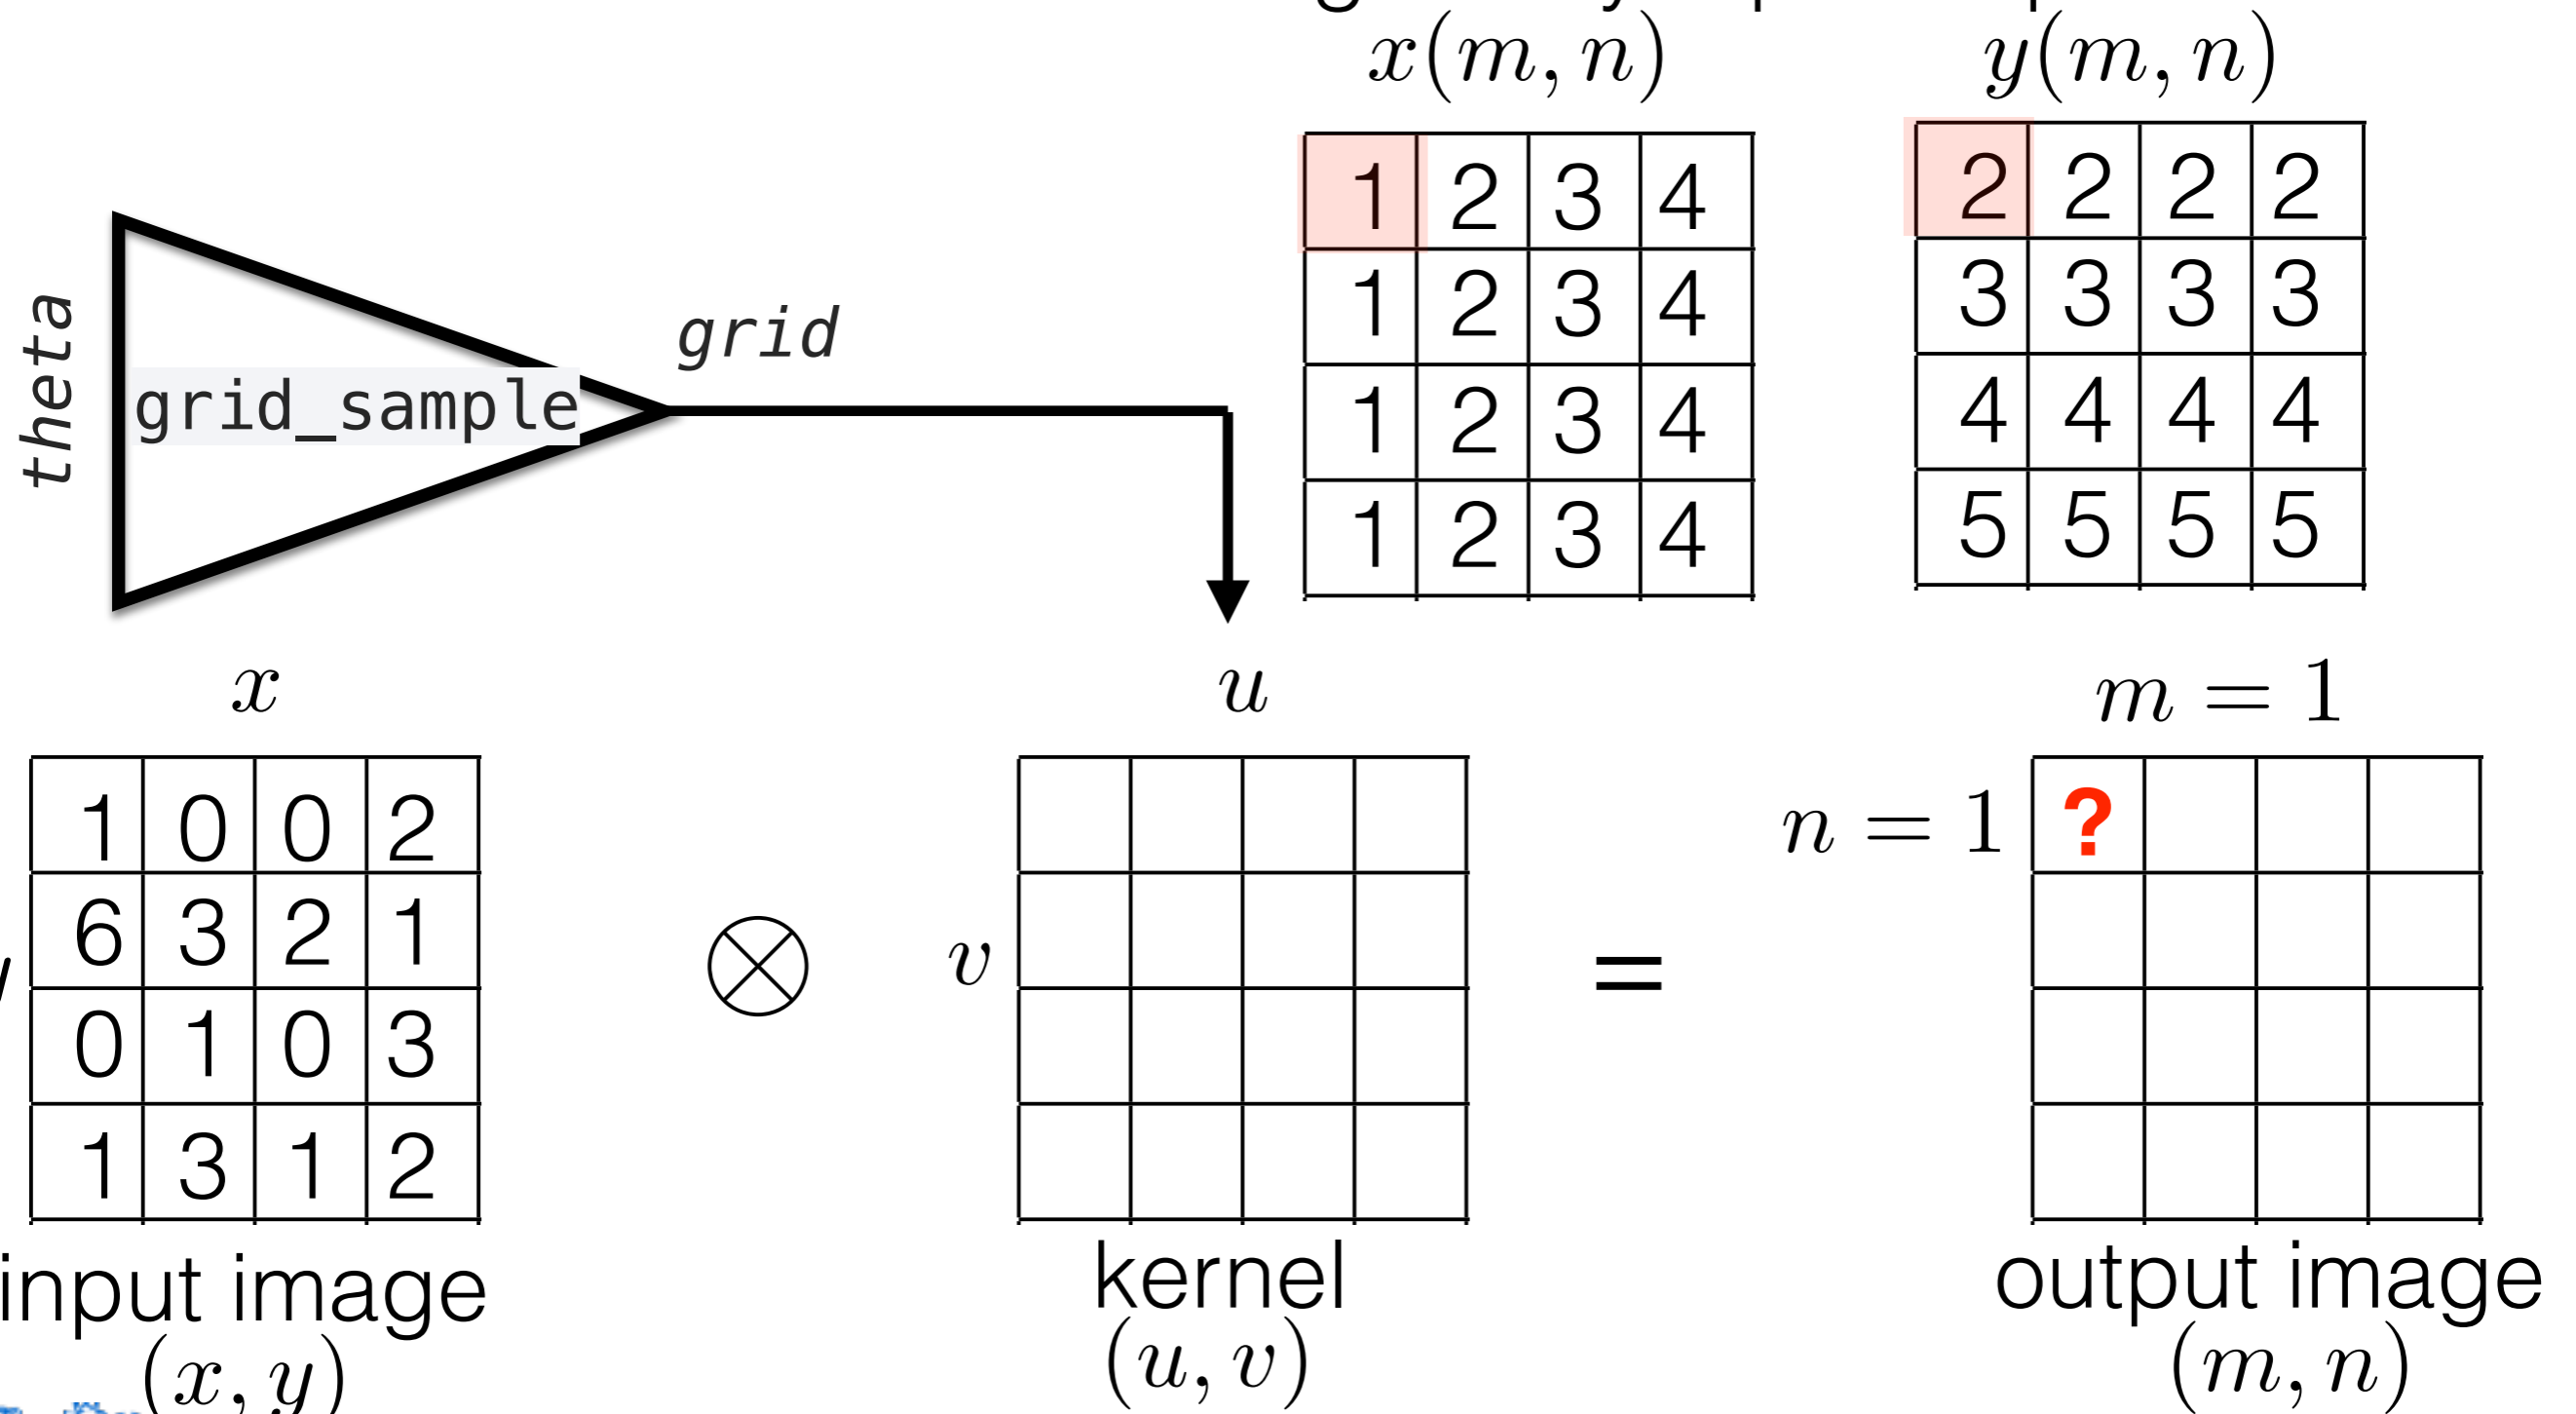 x(m, n) y(m, n)
1 2 3 4
1 2 3 4
1 2 3 4
1 2 3 4
2 2 2 2
3 3 3 3
4 4 4 4
5 5 5 5
theta
grid_sample
grid
x
1 0 0 2
6 3 2 1
0 1 0 3
1 3 1 2
input image
(x, y)
⊗
u
v
kernel
(u, v)
=
m = 1
n = 1
?
output image
(m, n)